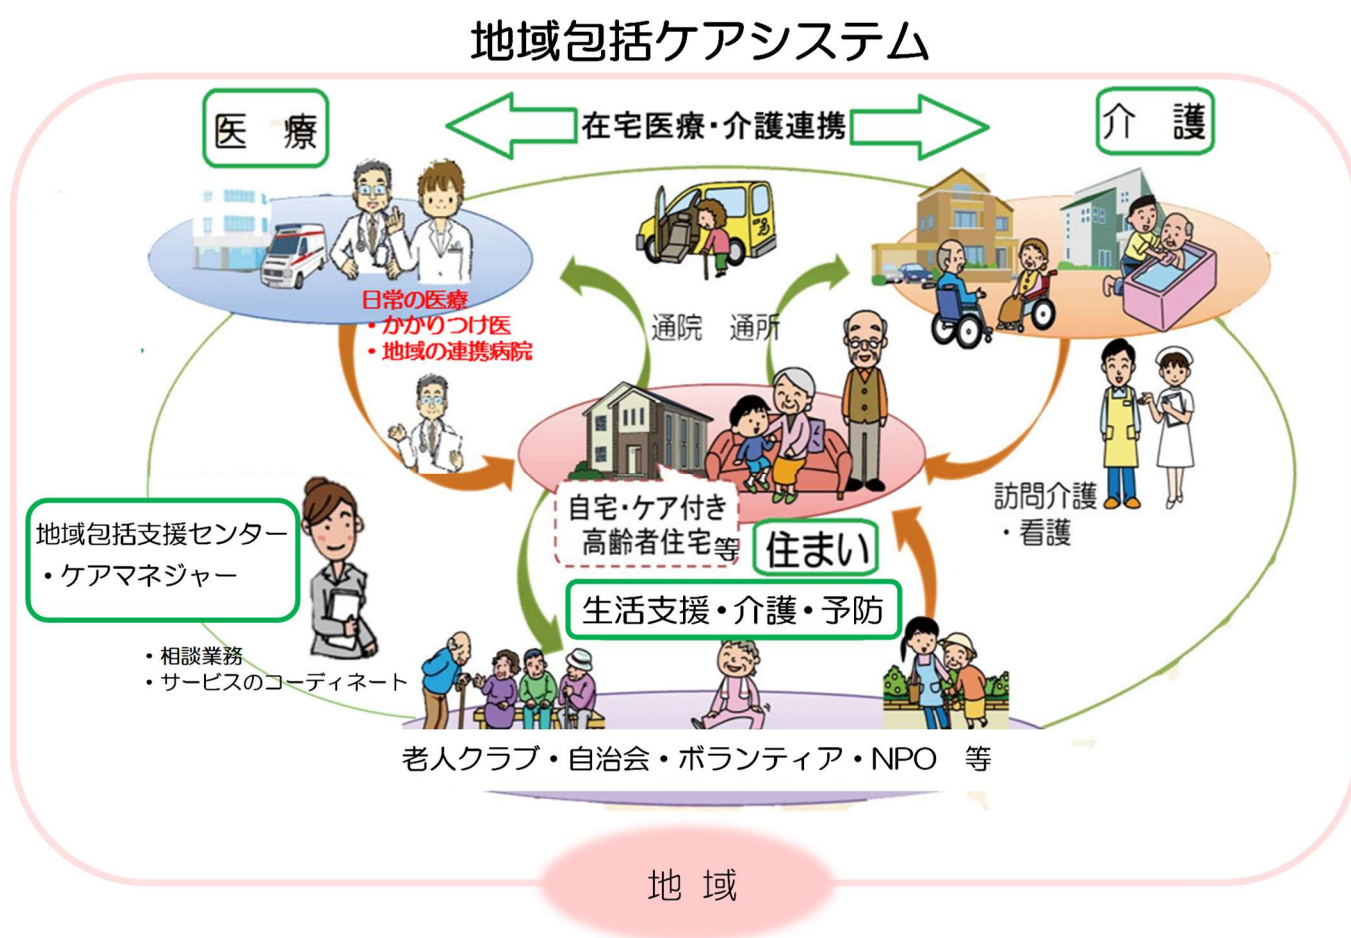 地域包括ケアシステム
医 療
在宅医療・介護連携
介 護
日常の医療
・かかりつけ医
・地域の連携病院
通院 通所
訪問介護
・看護
自宅・ケア付き
高齢者住宅等
住まい
地域包括支援センター
・ケアマネジャー
生活支援・介護・予防
・相談業務
・サービスのコーディネート
老人クラブ・自治会・ボランティア・NPO 等
地 域